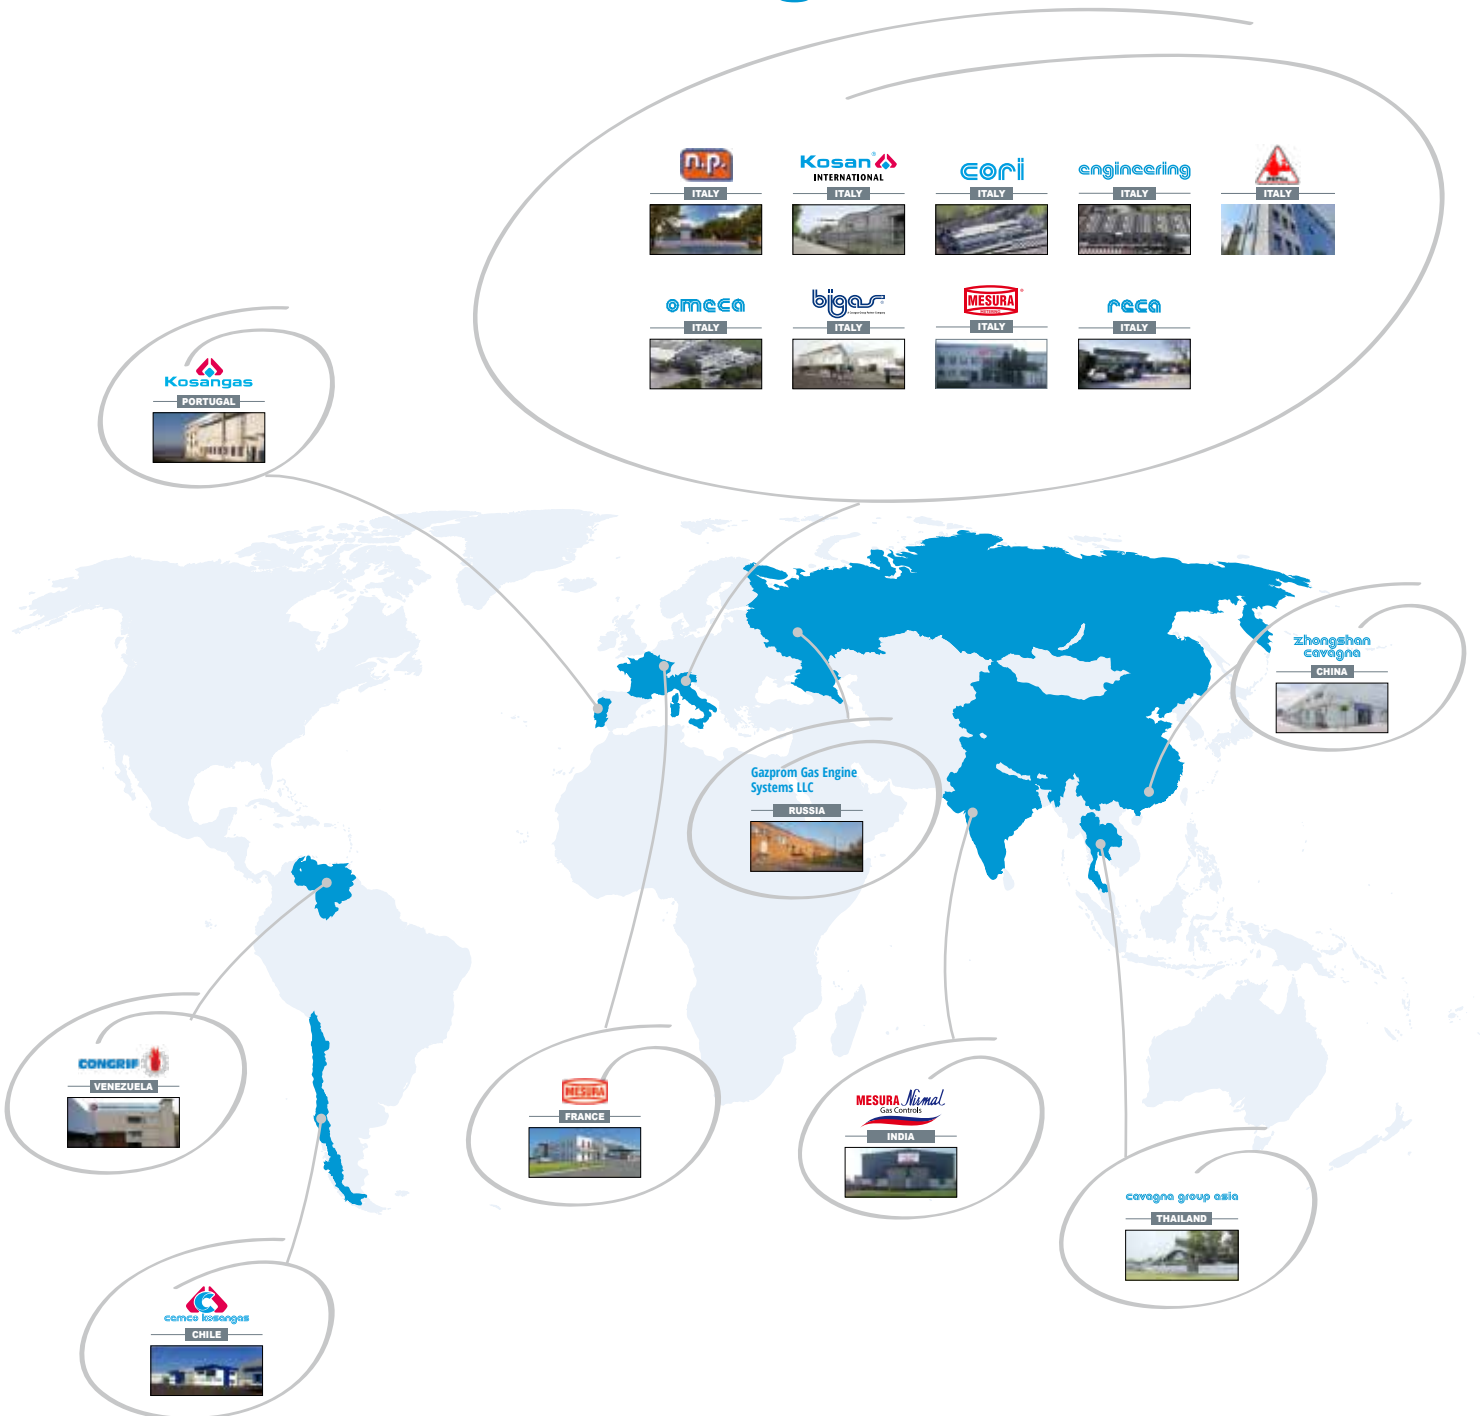 n.p.
Kosan®
INTERNATIONAL
cori
engineering
ITALY
ITALY
ITALY
ITALY
ITALY
omeca
bigas
MESURA
reca
ITALY
ITALY
ITALY
ITALY
Kosangas
PORTUGAL
zhongshan
cavagna
CHINA
Gazprom Gas Engine
Systems LLC
RUSSIA
CONGRIF
VENEZUELA
MESURA
FRANCE
MESURA Nirmal
Gas Controls
INDIA
cavagna group asia
THAILAND
cemco kosangas
CHILE